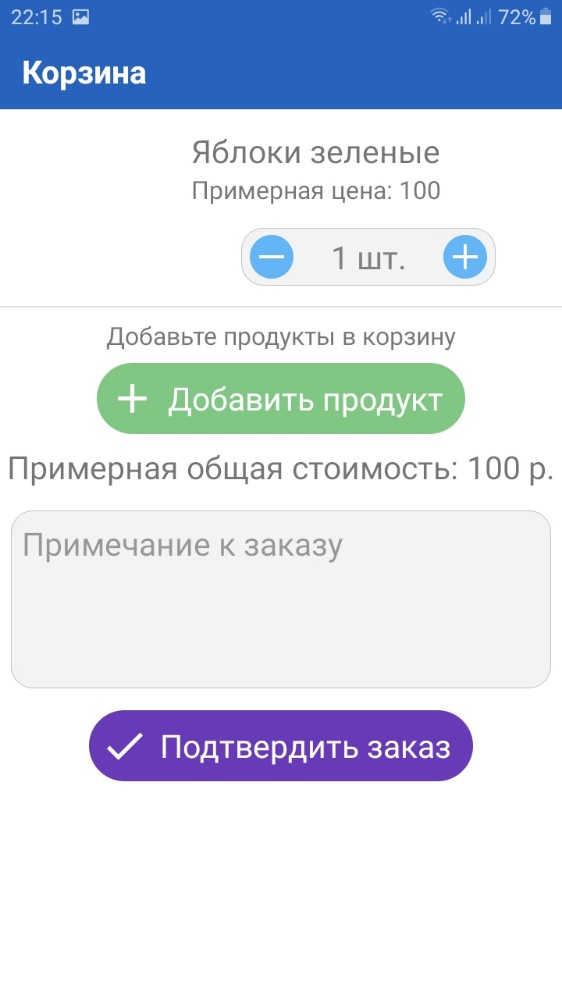 22:15
72%
Корзина
Яблоки зеленые
Примерная цена: 100
1 шт.
Добавьте продукты в корзину
Добавить продукт
Примерная общая стоимость: 100 р.
Примечание к заказу
Подтвердить заказ